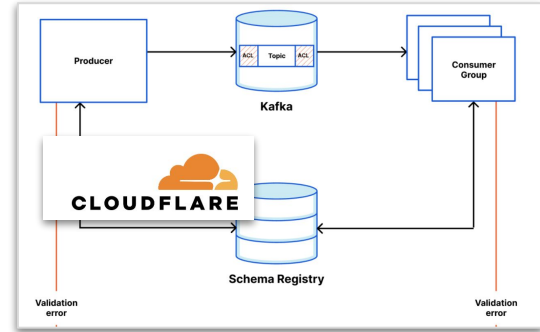 Producer
ACL Topic ACL
Kafka
Consumer
Group
CLOUDFLARE
Schema Registry
Validation
error
Validation
error